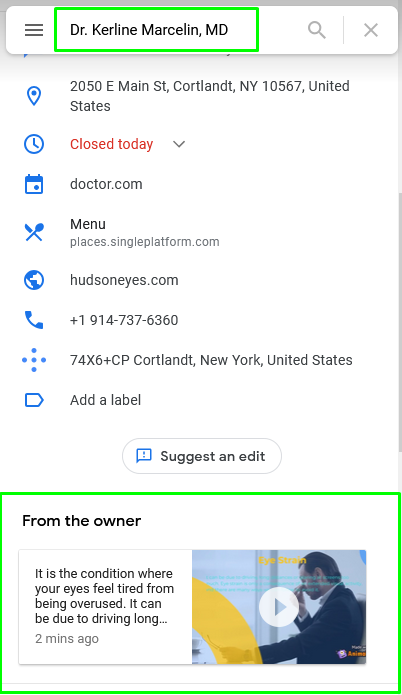 Dr. Kerline Marcelin, MD
2050 E Main St, Cortlandt, NY 10567, United
States
Closed today
doctor.com
Menu
places.singleplatform.com
hudsoneyes.com
+1 914-737-6360
74X6+CP Cortlandt, New York, United States
Add a label
Suggest an edit
From the owner
It is the condition where
your eyes feel tired from
being overused. It can
be due to driving long...
2 mins ago
Eye Strain